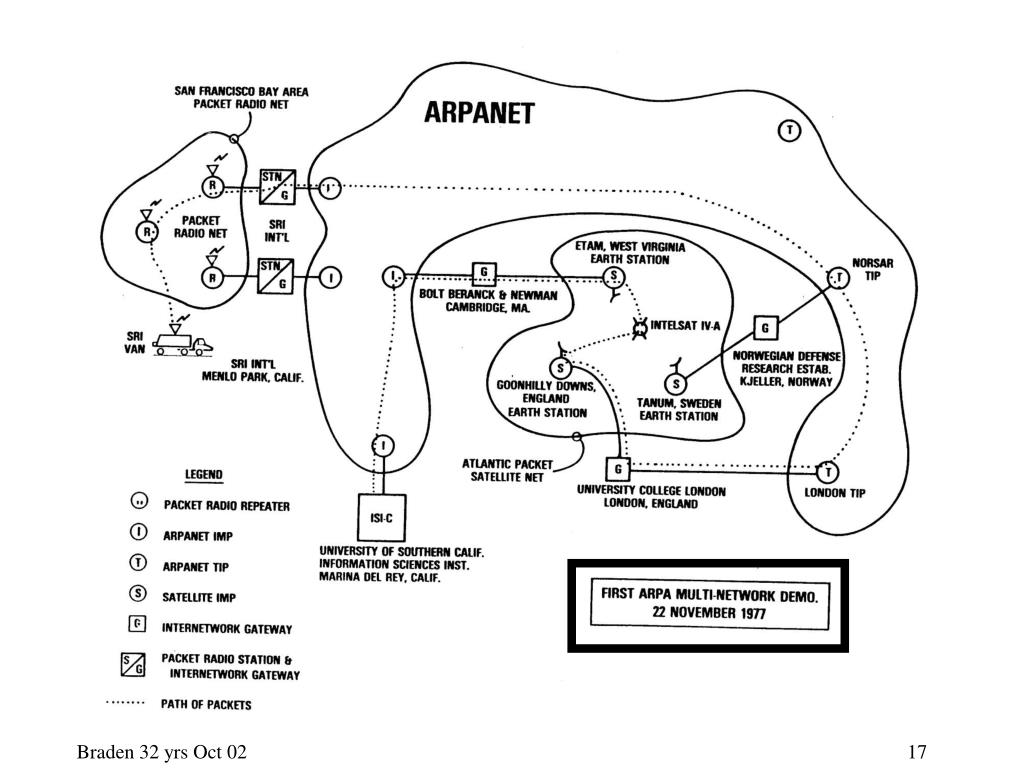 SAN FRANCISCO BAY AREA
PACKET RADIO NET
ARPANET
T
R
STN
G
I
PACKET
RADIO NET
R
SRI
INT'L
R
STN
G
I
I
G
ETAM, WEST VIRGINIA
EARTH STATION
S
BOLT BERANCK & NEWMAN
CAMBRIDGE, MA.
NORSAR
TIP
T
INTELSAT IV-A
G
NORWEGIAN DEFENSE
RESEARCH ESTAB.
KJELLER, NORWAY
SRI
VAN
SRI INT'L
MENLO PARK, CALIF.
S
GOONHILLY DOWNS,
ENGLAND
EARTH STATION
S
TANUM, SWEDEN
EARTH STATION
I
ATLANTIC PACKET
SATELLITE NET
G
UNIVERSITY COLLEGE LONDON
LONDON, ENGLAND
T
LONDON TIP
ISI-C
UNIVERSITY OF SOUTHERN CALIF.
INFORMATION SCIENCES INST.
MARINA DEL REY, CALIF.
LEGEND
PACKET RADIO REPEATER
I ARPANET IMP
T ARPANET TIP
S SATELLITE IMP
G INTERNETWORK GATEWAY
S/G PACKET RADIO STATION &
INTERNETWORK GATEWAY
PATH OF PACKETS
FIRST ARPA MULTI-NETWORK DEMO.
22 NOVEMBER 1977
Braden 32 yrs Oct 02
17